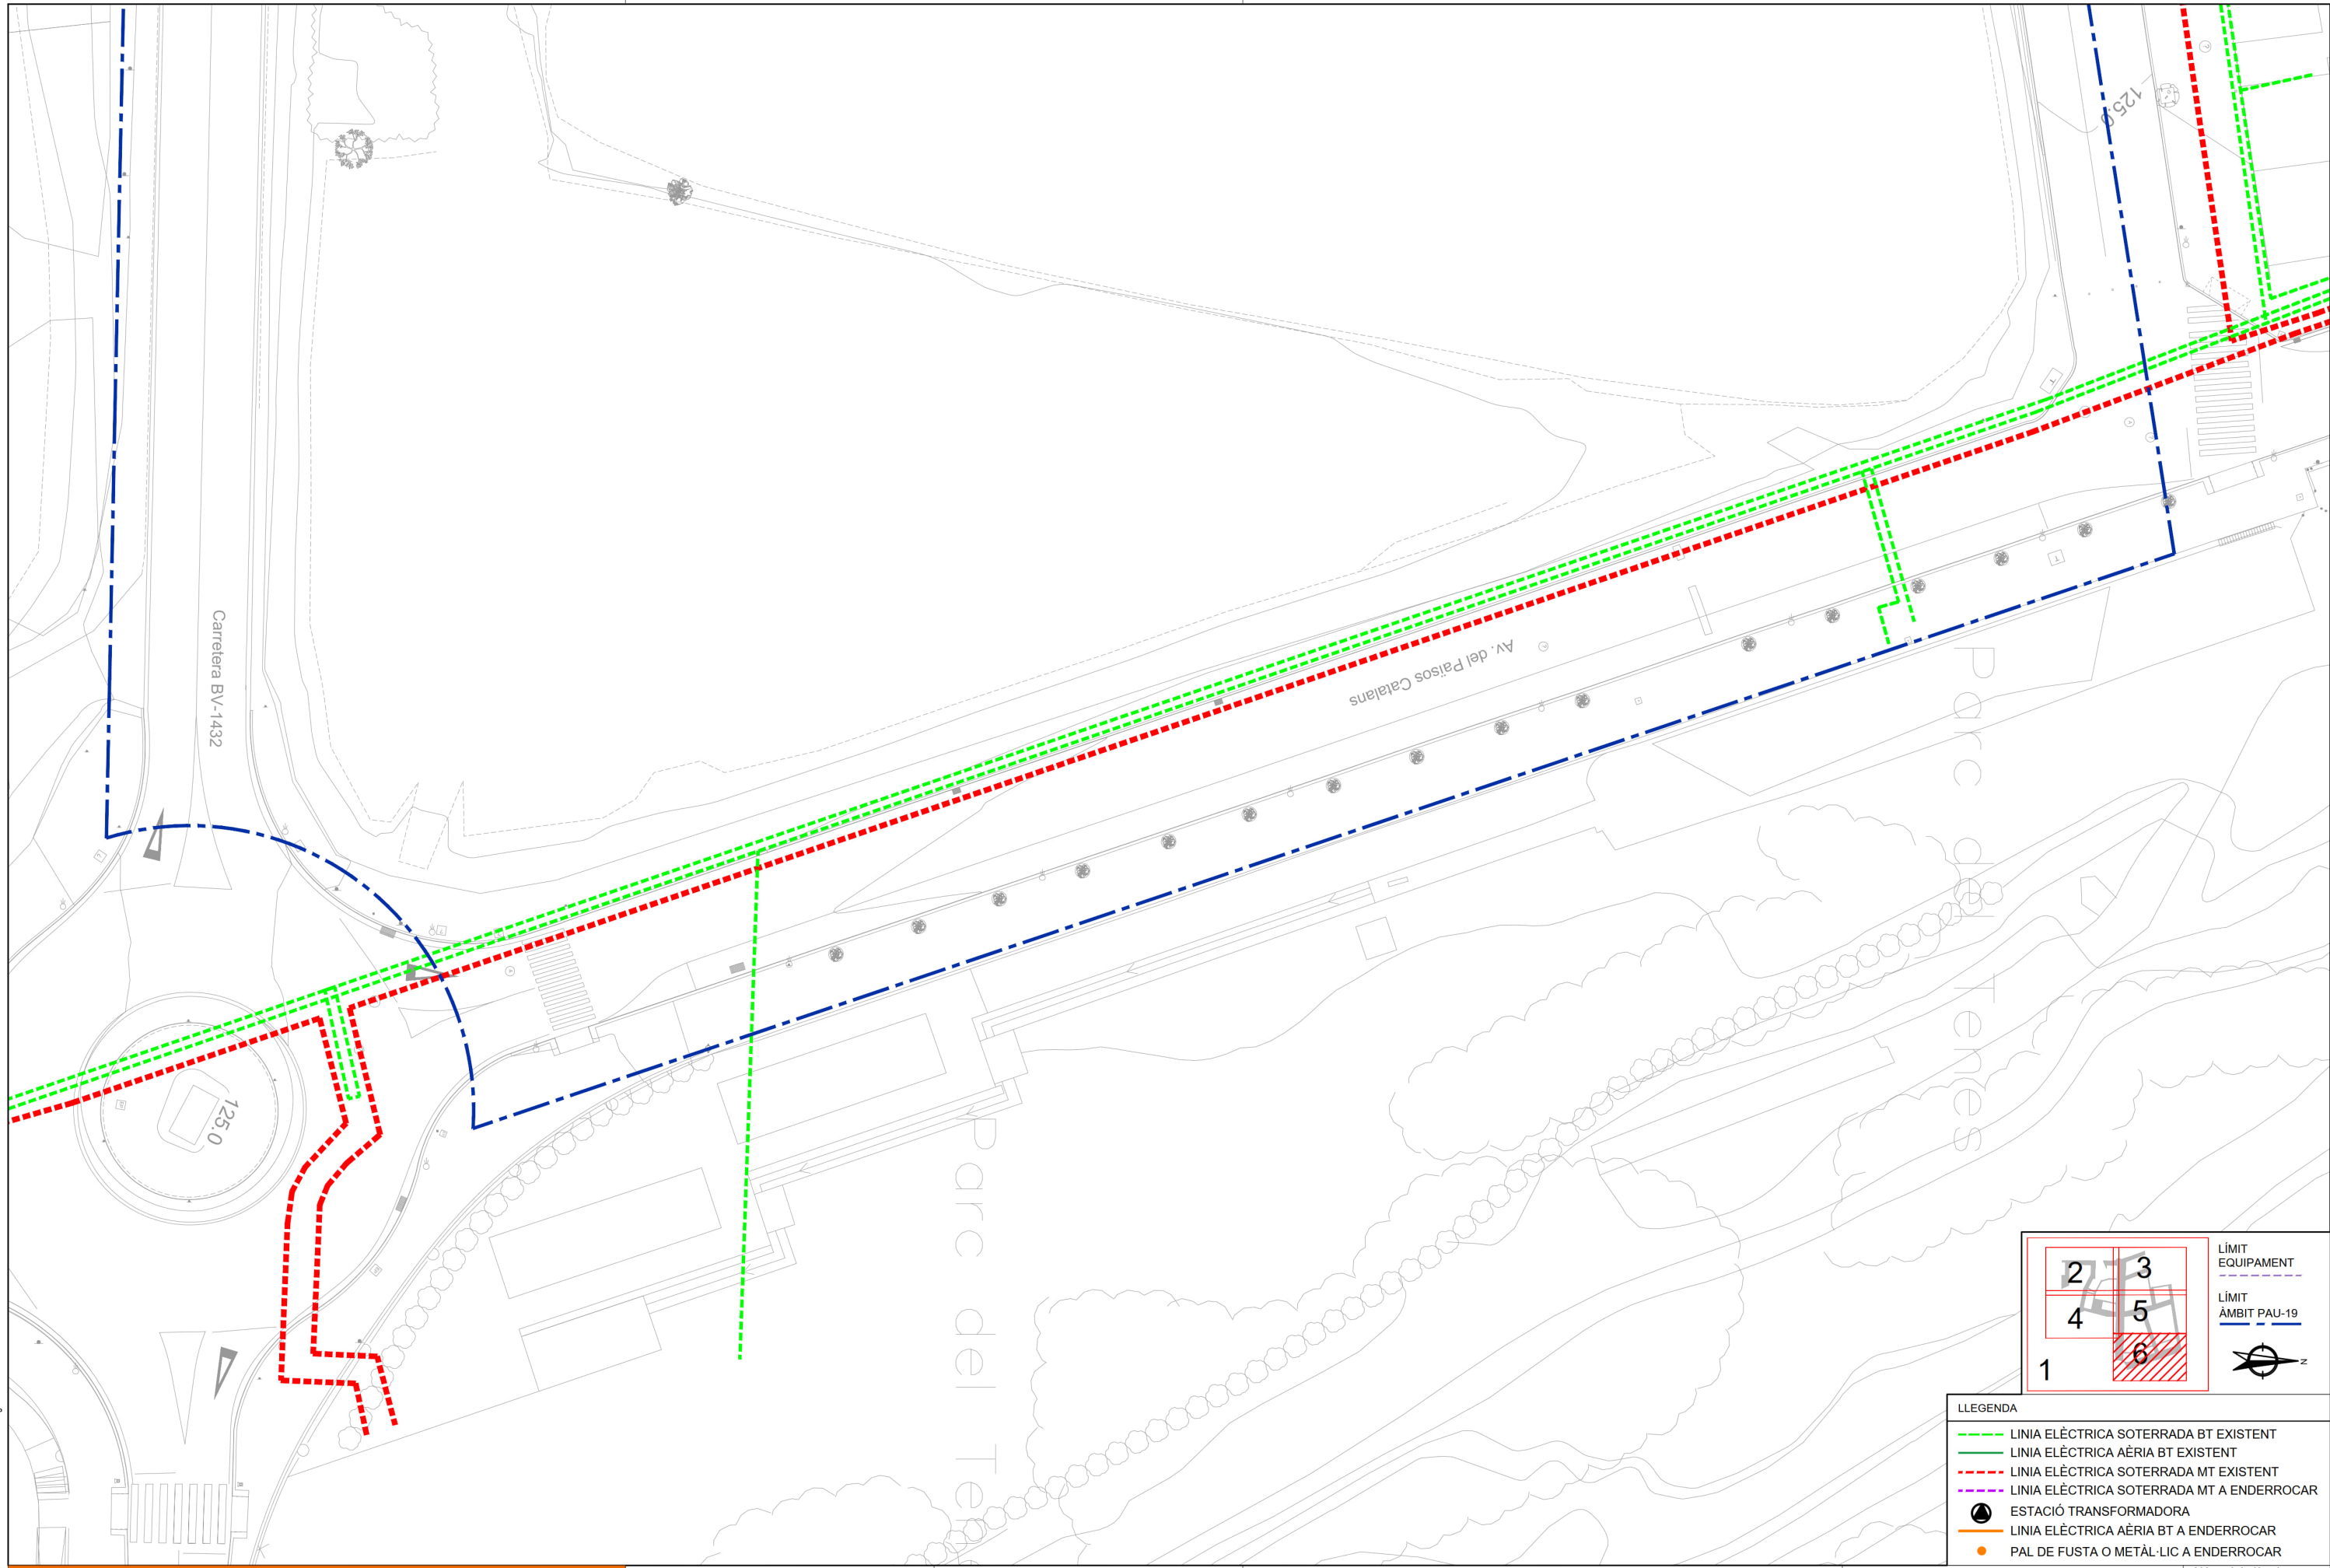 125.0
Carretera BV-1432
Av. del Països Catalans
Parc del Teres
125.0
Parc del Teres
2
3
4
5
6
1
LÍMIT
EQUIPAMENT
LÍMIT
ÀMBIT PAU-19
N
LLEGENDA
LINIA ELÈCTRICA SOTERRADA BT EXISTENT
LINIA ELÈCTRICA AÈRIA BT EXISTENT
LINIA ELÈCTRICA SOTERRADA MT EXISTENT
LINIA ELÈCTRICA SOTERRADA MT A ENDERROCAR
ESTACIÓ TRANSFORMADORA
LINIA ELÈCTRICA AÈRIA BT A ENDERROCAR
PAL DE FUSTA O METÀL·LIC A ENDERROCAR